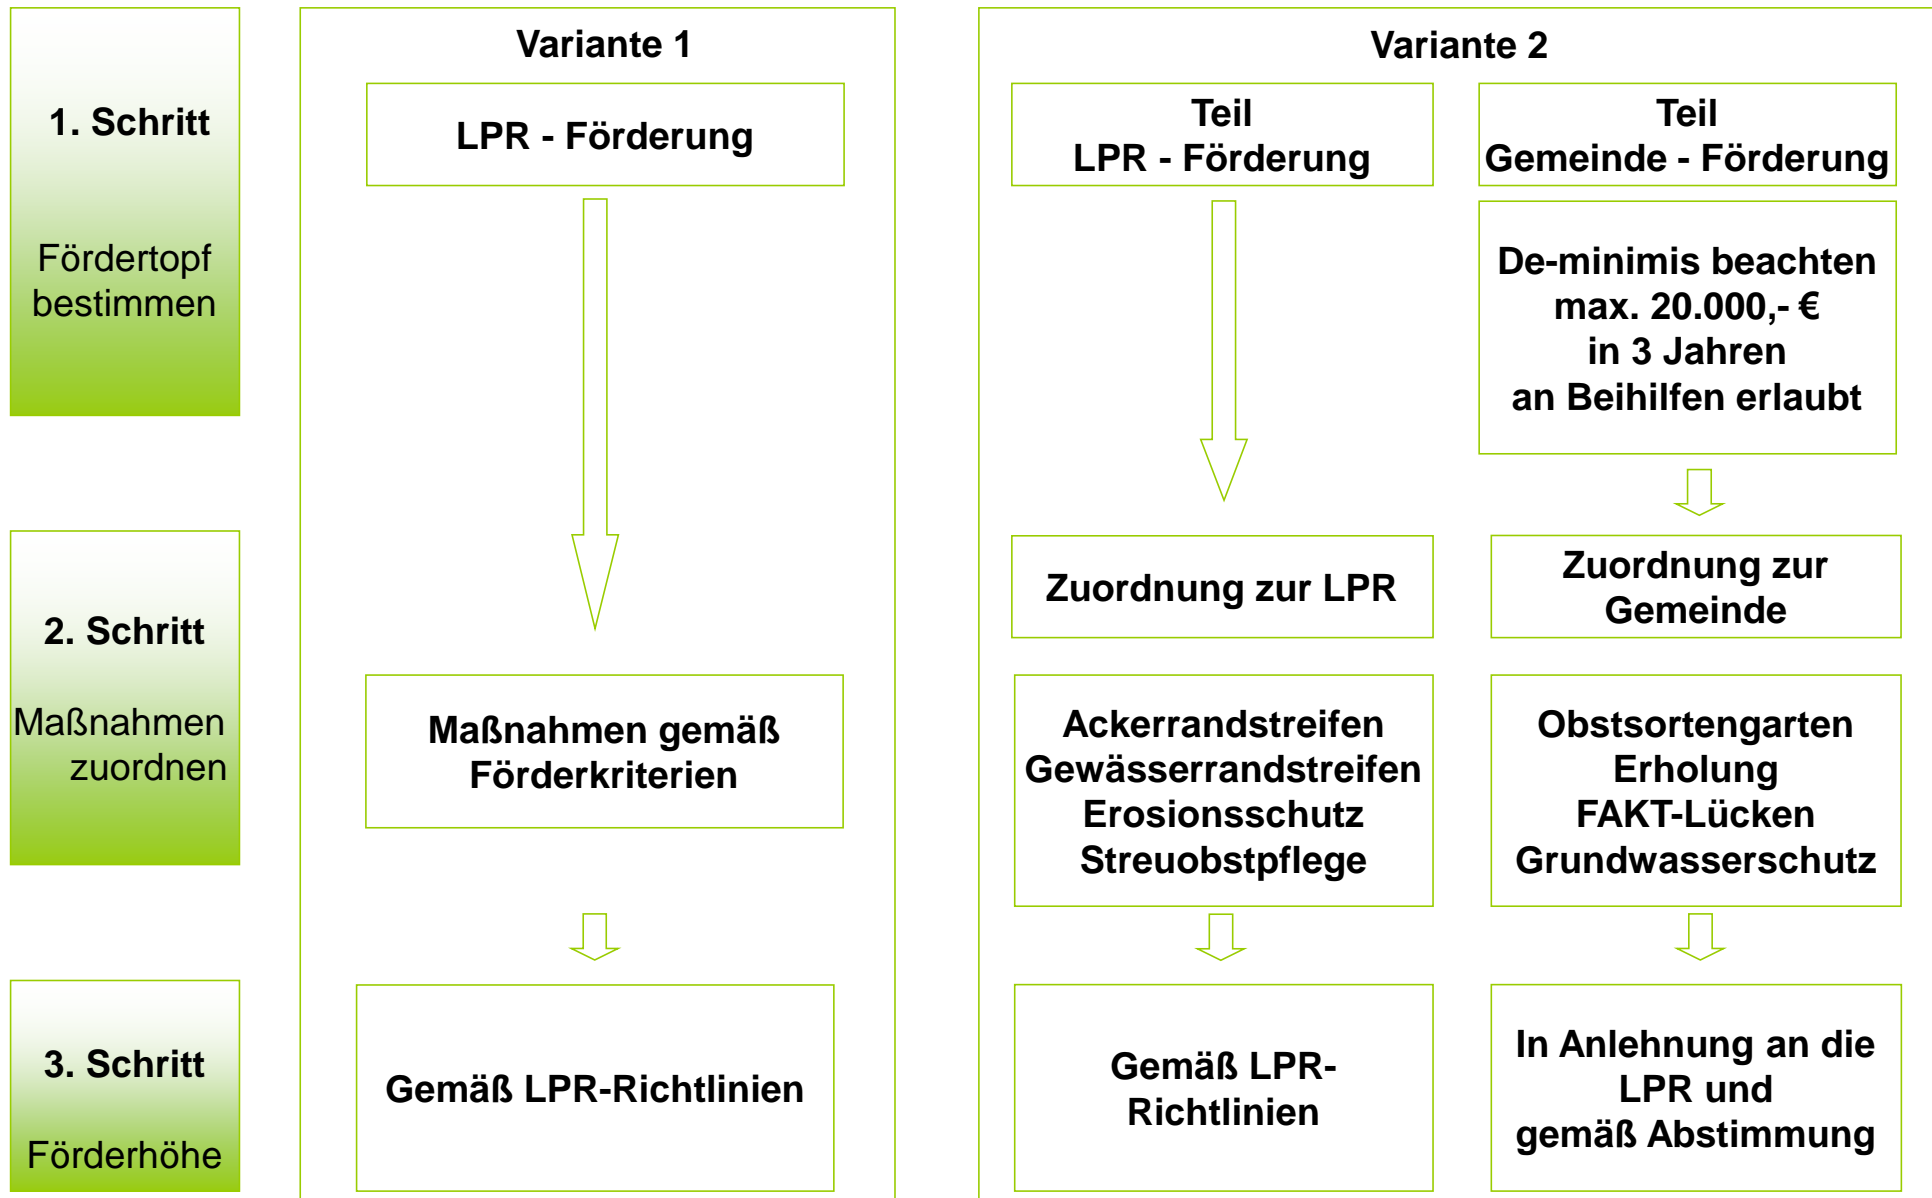 1. Schritt
Fördertopf
bestimmen
2. Schritt
Maßnahmen
zuordnen
3. Schritt
Förderhöhe
Variante 1
LPR - Förderung
Maßnahmen gemäß
Förderkriterien
Gemäß LPR-Richtlinien
Variante 2
Teil
LPR - Förderung
Zuordnung zur LPR
Ackerrandstreifen
Gewässerrandstreifen
Erosionsschutz
Streuobstpflege
Gemäß LPR-
Richtlinien
Teil
Gemeinde - Förderung
De-minimis beachten
max. 20.000,- €
in 3 Jahren
an Beihilfen erlaubt
Zuordnung zur
Gemeinde
Obstsortengarten
Erholung
FAKT-Lücken
Grundwasserschutz
In Anlehnung an die
LPR und
gemäß Abstimmung